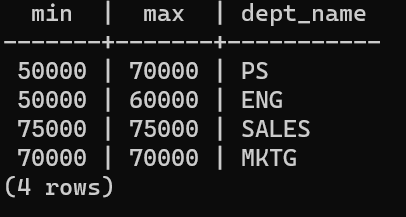 min  |  max  | dept_name
-------+-------+-----------
 50000 | 70000 | PS
 50000 | 60000 | ENG
 75000 | 75000 | SALES
 70000 | 70000 | MKTG
(4 rows)